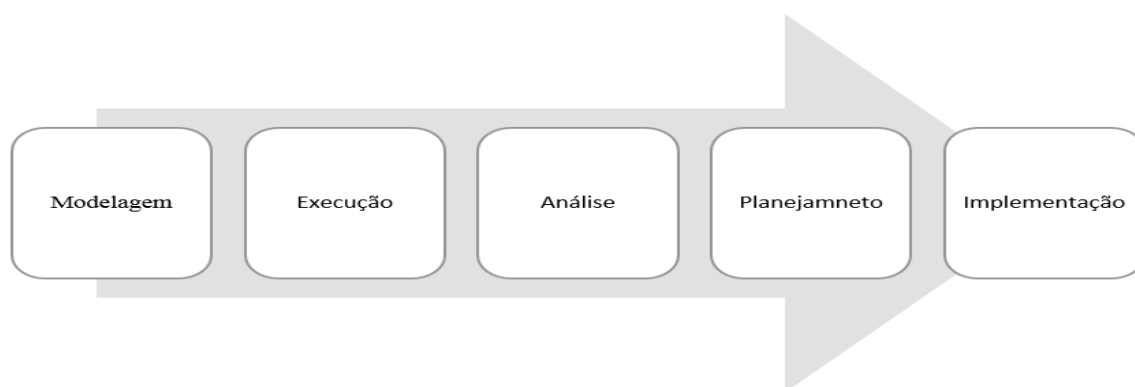 Modelagem
Execução
Análise
Planejamneto
Implementação